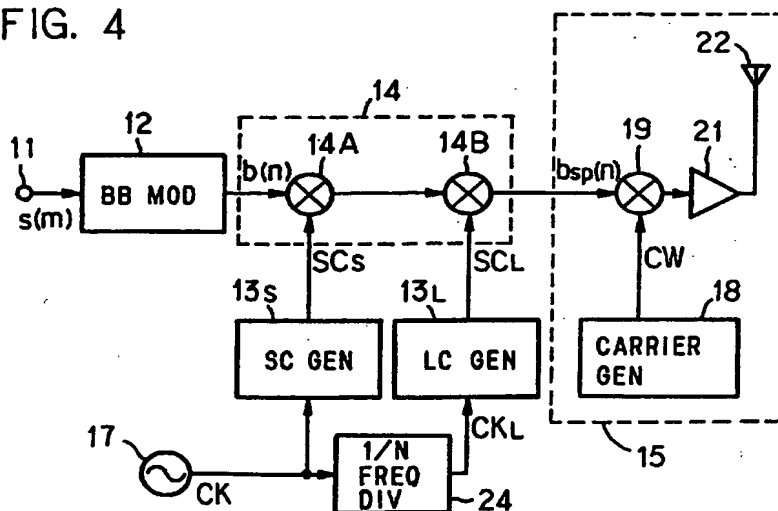 FIG. 4
22
14
12
14A
14B
19
21
11
b(n)
bsp(n)
BB MOD
s(m)
SCs
SCL
CW
13s
13L
18
SC GEN
LC GEN
CARRIER
GEN
17
CKL
15
CK
1/N
FREQ
DIV
24